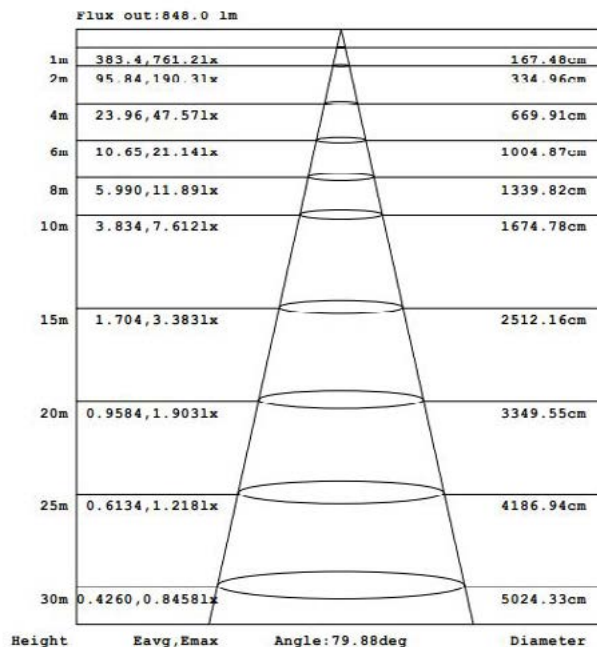 Flux out:848.0 lm
1m 383.4,761.2lx 167.48cm
2m 95.84,190.3lx 334.96cm
4m 23.96,47.57lx 669.91cm
6m 10.65,21.14lx 1004.87cm
8m 5.990,11.89lx 1339.82cm
10m 3.834,7.612lx 1674.78cm
15m 1.704,3.383lx 2512.16cm
20m 0.9584,1.903lx 3349.55cm
25m 0.6134,1.218lx 4186.94cm
30m 0.4260,0.8458lx 5024.33cm
Height Eavg,Emax Angle:79.88deg Diameter